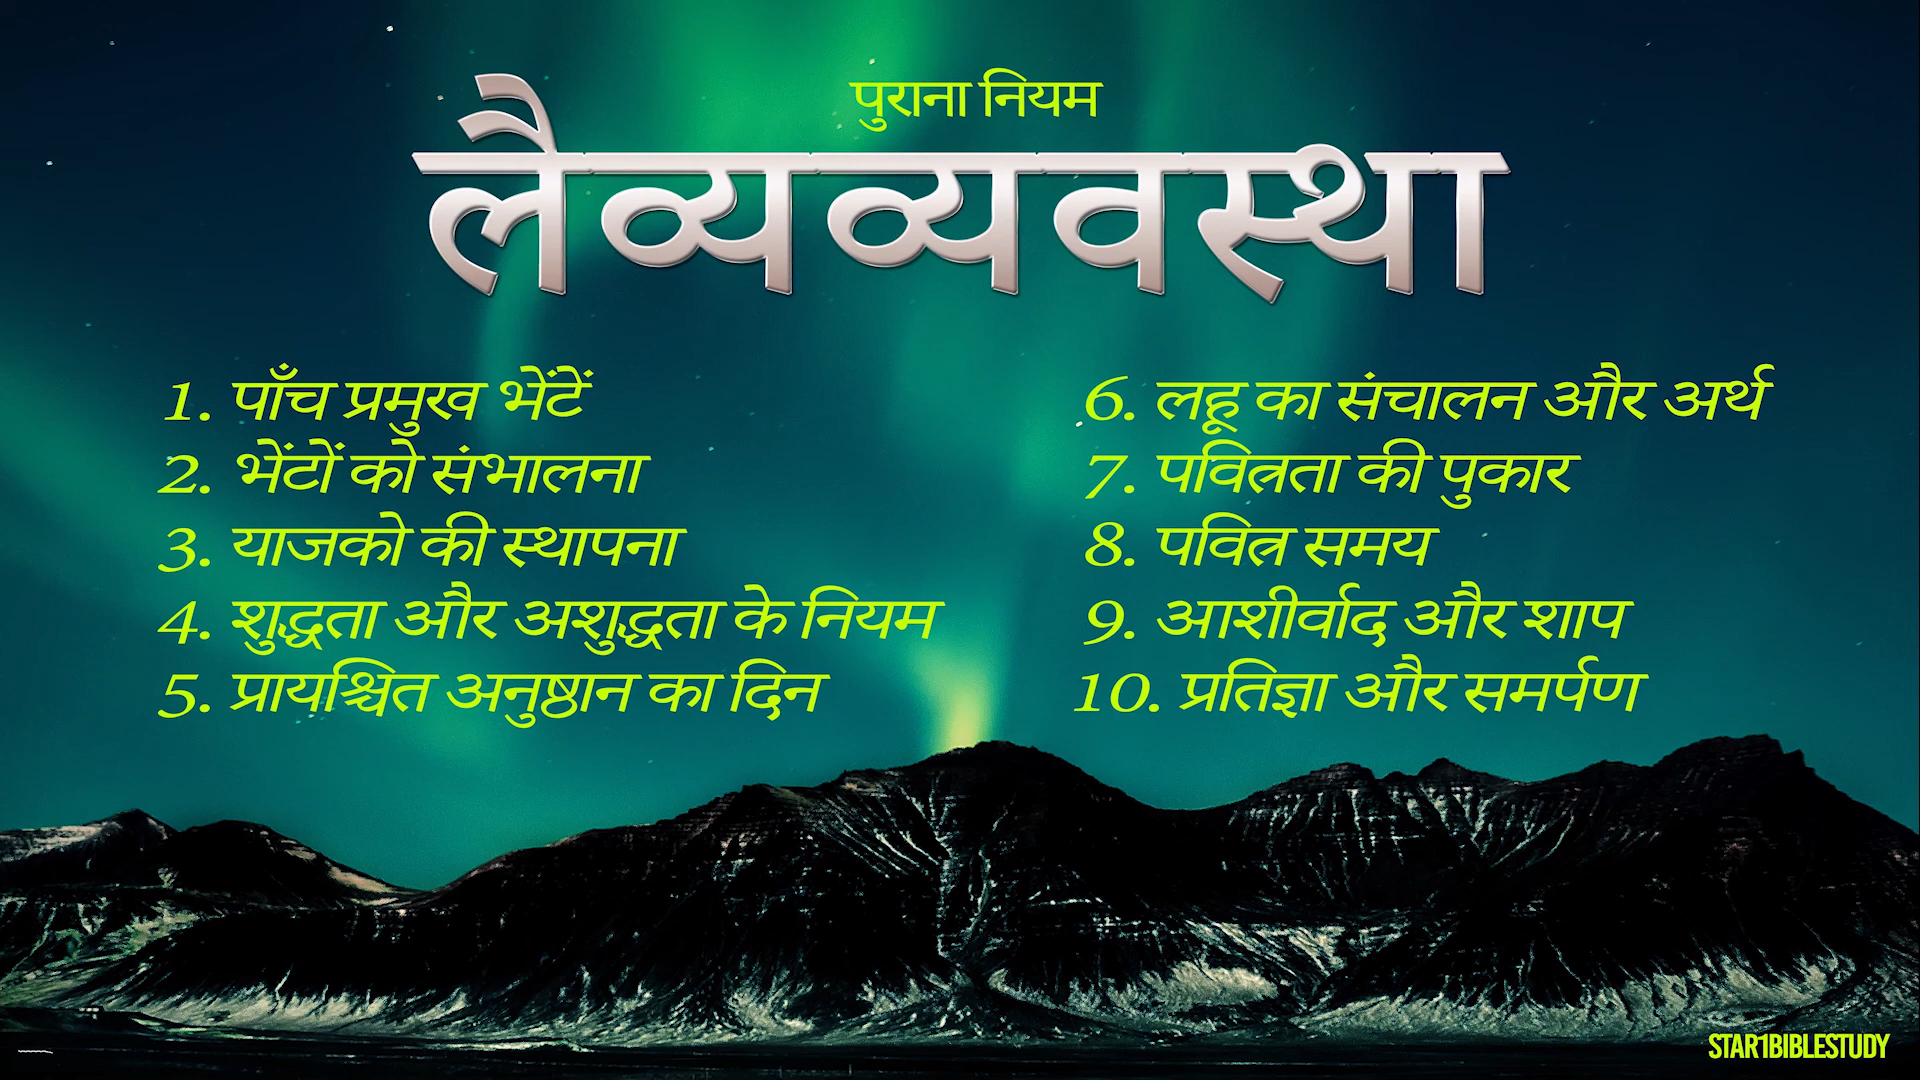 पुराना नियम
लैव्यव्यवस्था
1. पाँच प्रमुख भेंटें
2. भेंटों को संभालना
3. याजको की स्थापना
4. शुद्धता और अशुद्धता के नियम
5. प्रायश्चित अनुष्ठान का दिन
6. लहू का संचालन और अर्थ
7. पवित्रता की पुकार
8. पवित्र समय
9. आशीर्वाद और शाप
10. प्रतिज्ञा और समर्पण
STAR1BIBLESTUDY